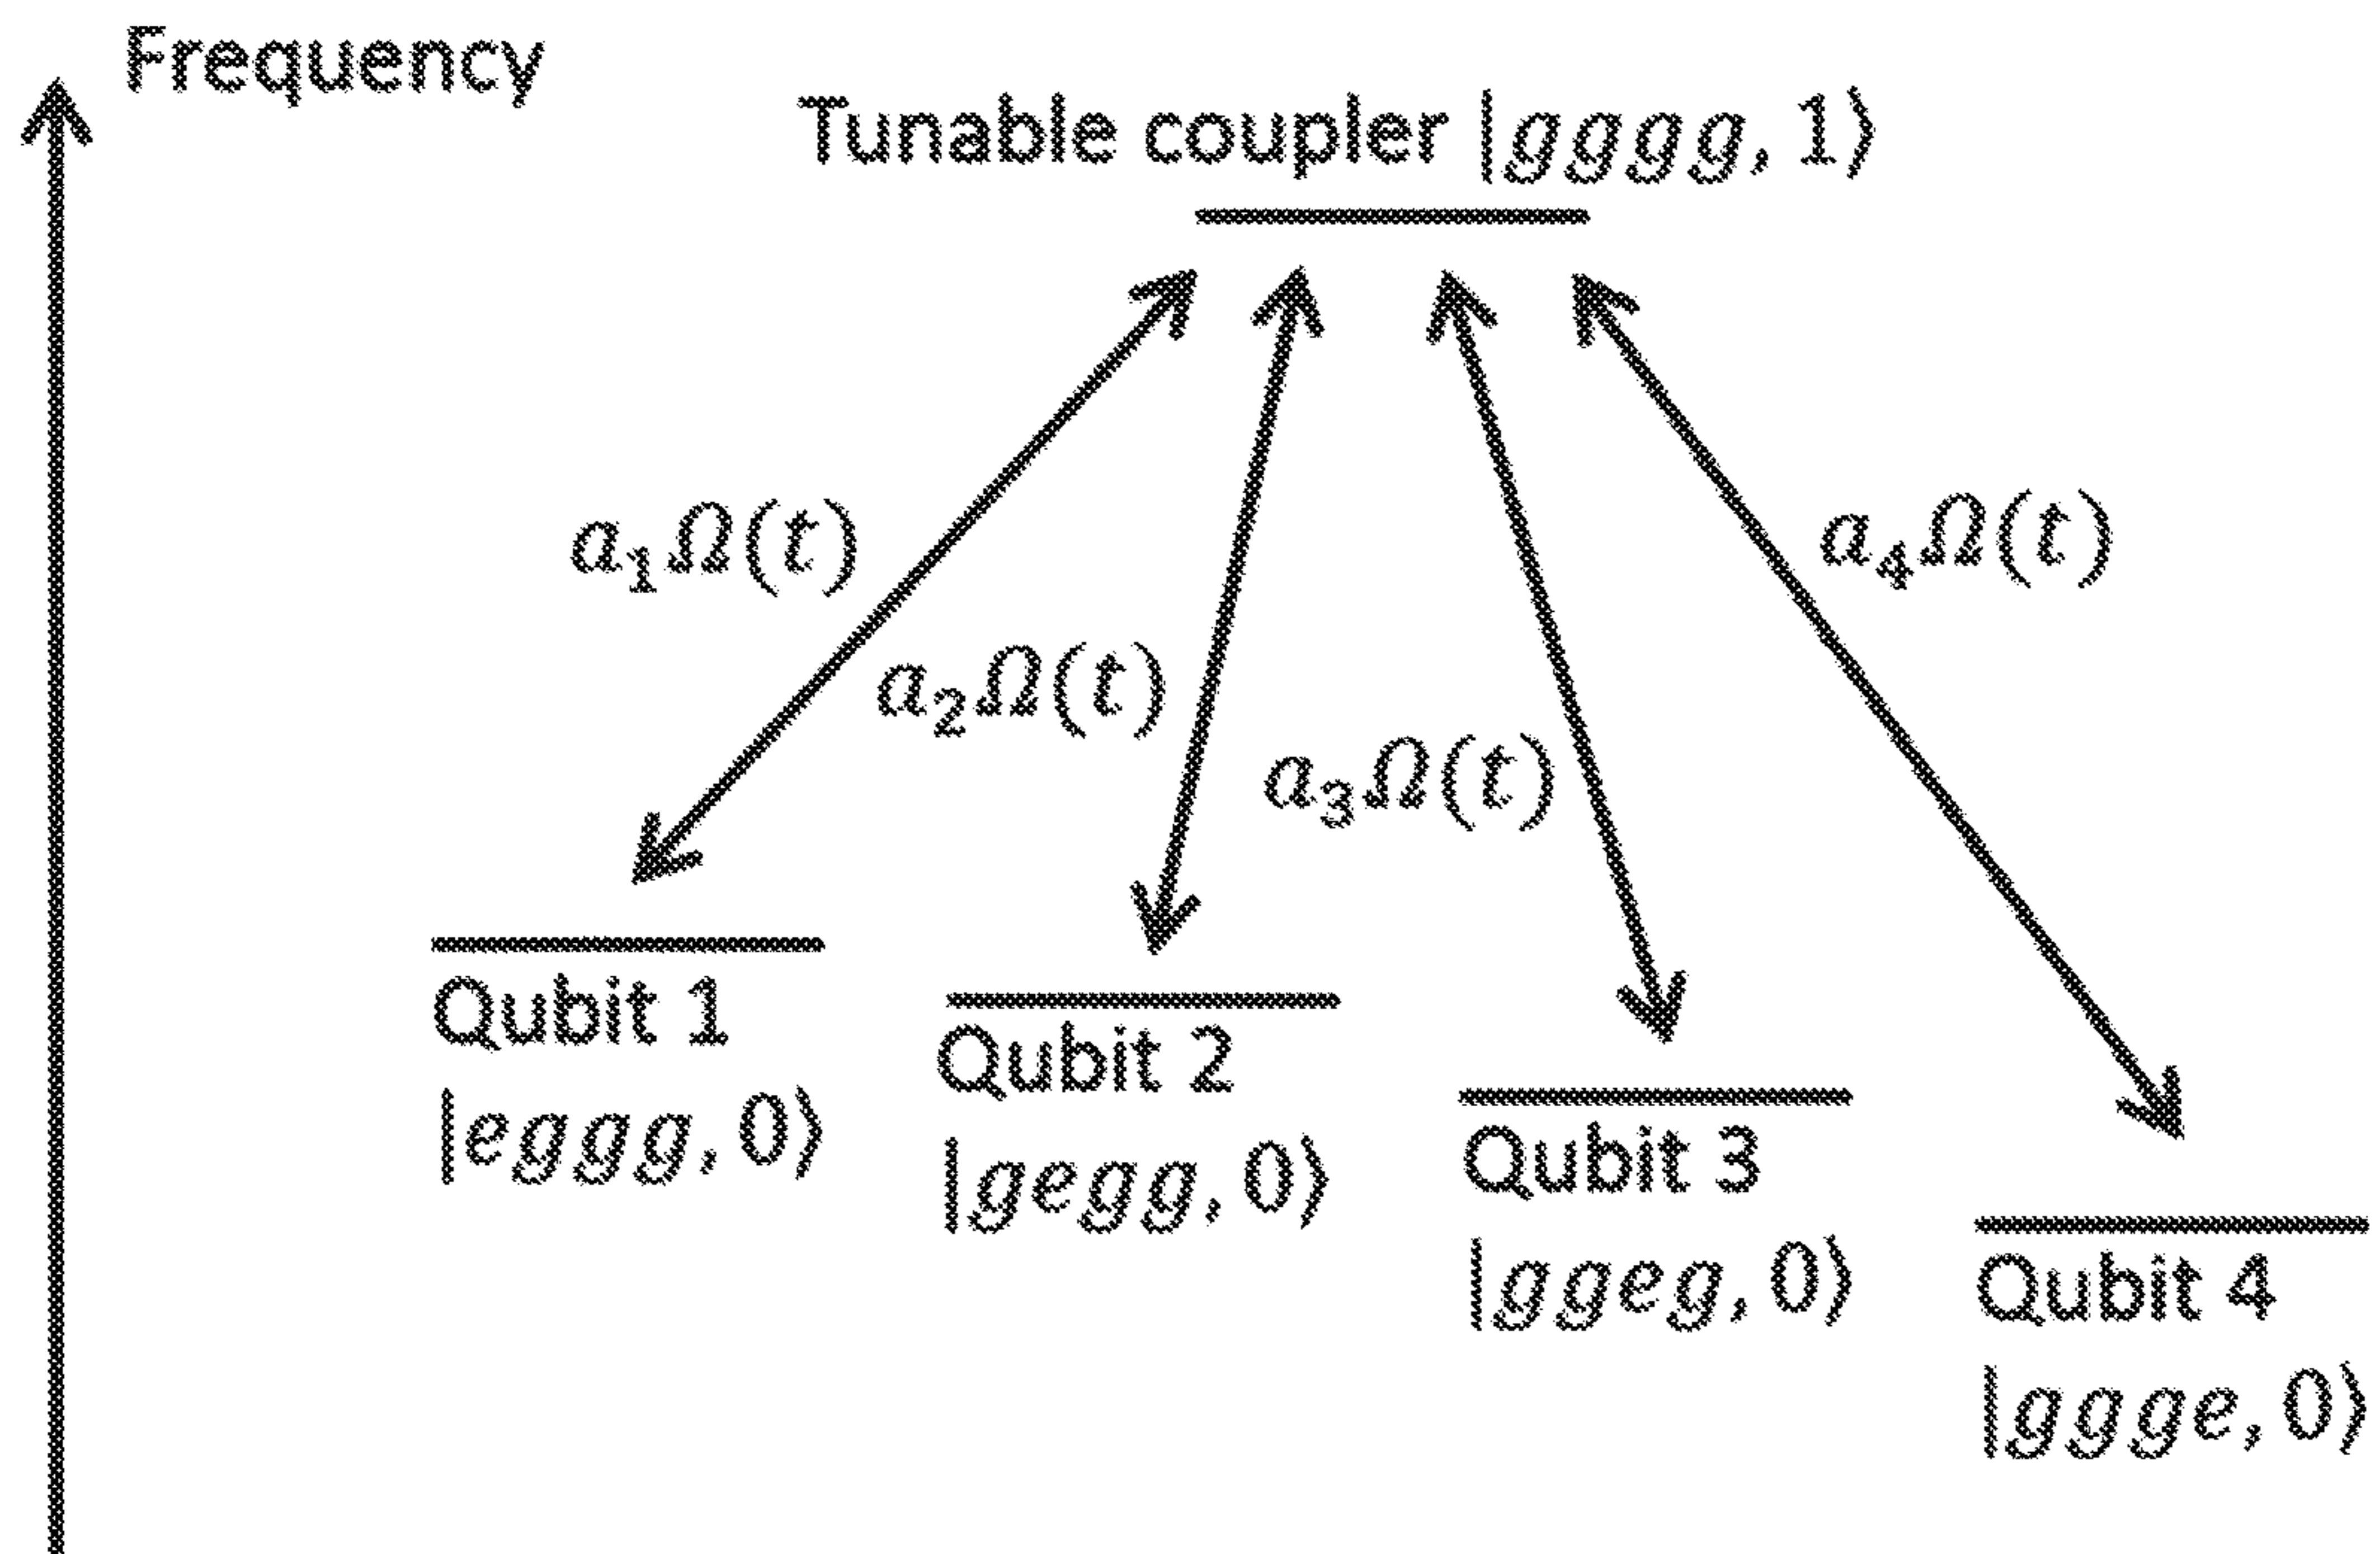 Frequency
Tunable coupler |gggg, 1⟩
a₁Ω(t)
a₄Ω(t)
a₂Ω(t)
a₃Ω(t)
Qubit 1
|eggg, 0⟩
Qubit 2
|gegg, 0⟩
Qubit 3
|ggeg, 0⟩
Qubit 4
|ggge, 0⟩